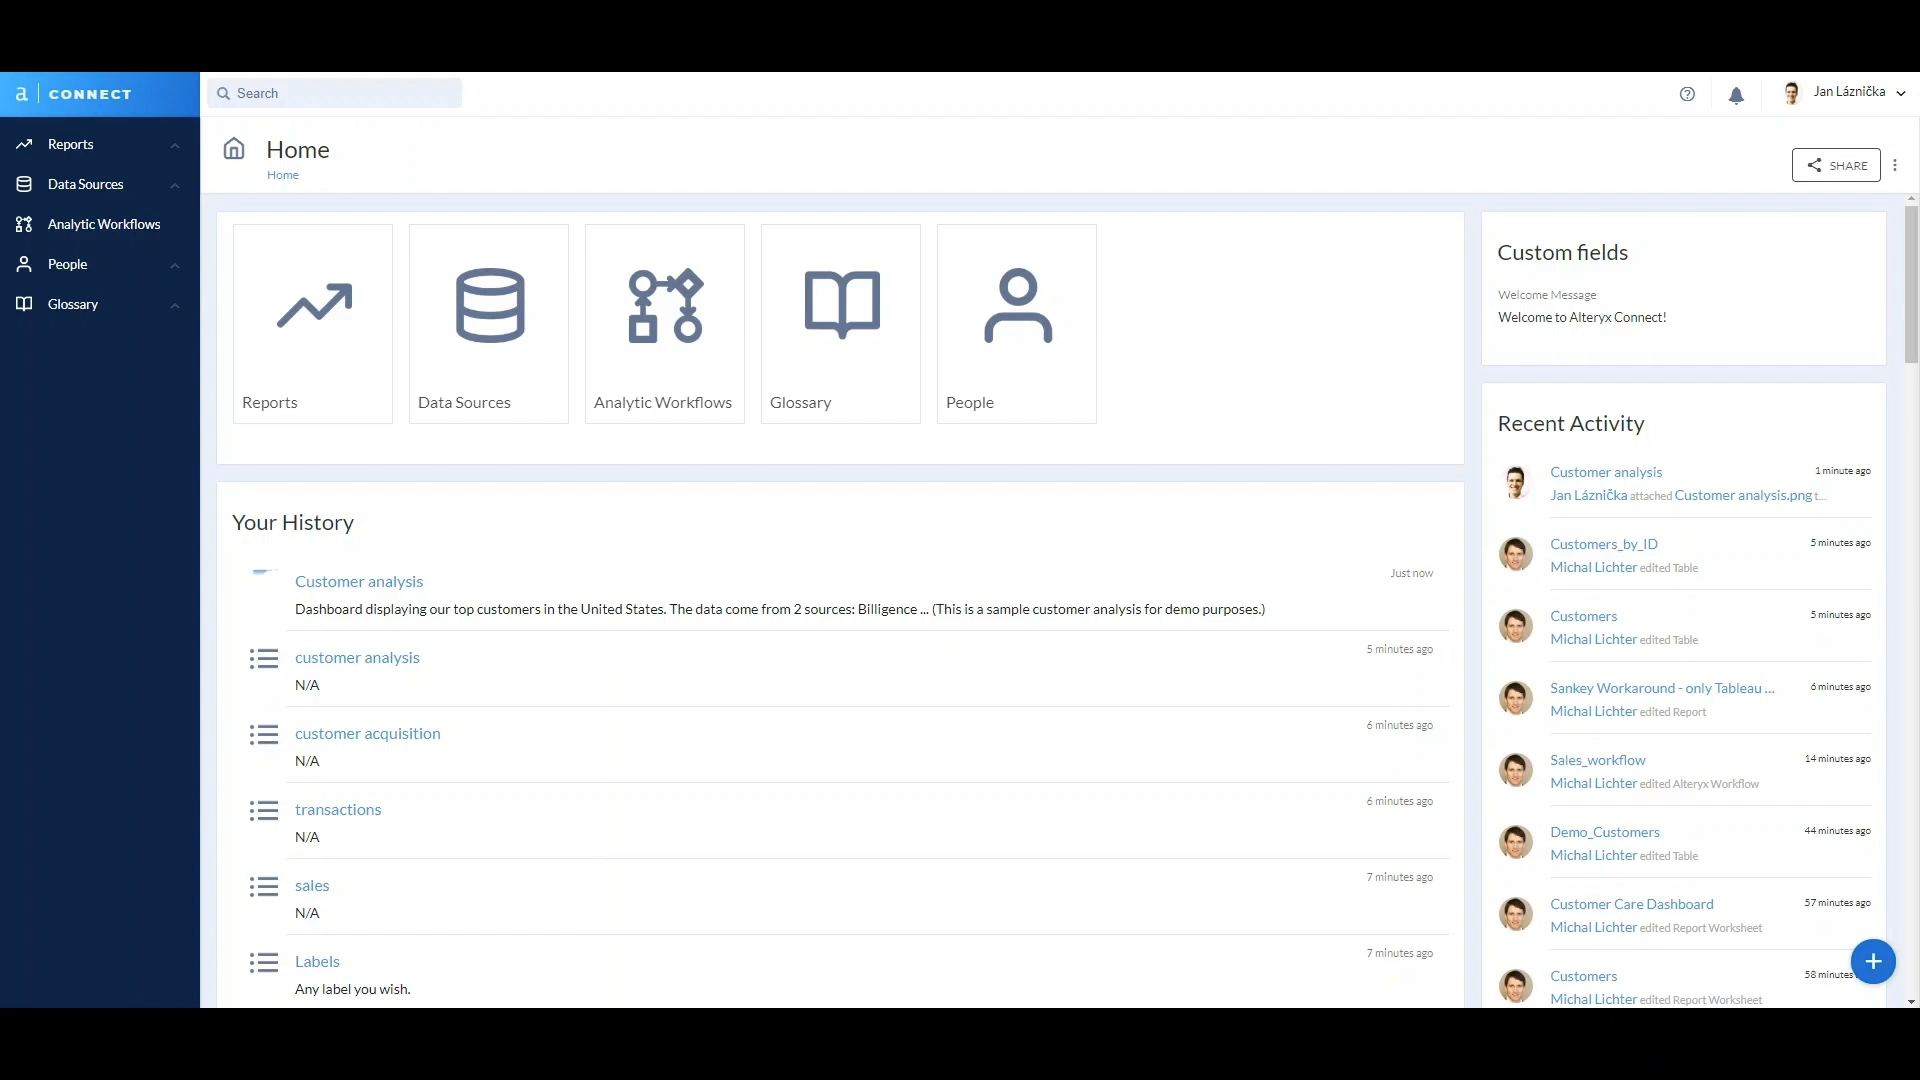 a CONNECT
Search
Jan Láznička
Reports
Data Sources
Analytic Workflows
People
Glossary
Home
Home
SHARE
Reports
Data Sources
Analytic Workflows
Glossary
People
Your History
Customer analysis
Just now
Dashboard displaying our top customers in the United States. The data come from 2 sources: Billigence ... (This is a sample customer analysis for demo purposes.)
customer analysis
5 minutes ago
N/A
customer acquisition
6 minutes ago
N/A
transactions
6 minutes ago
N/A
sales
7 minutes ago
N/A
Labels
7 minutes ago
Any label you wish.
Custom fields
Welcome Message
Welcome to Alteryx Connect!
Recent Activity
Customer analysis
1 minute ago
Jan Láznička attached Customer analysis.png t...
Customers_by_ID
5 minutes ago
Michal Lichter edited Table
Customers
5 minutes ago
Michal Lichter edited Table
Sankey Workaround - only Tableau ...
6 minutes ago
Michal Lichter edited Report
Sales_workflow
14 minutes ago
Michal Lichter edited Alteryx Workflow
Demo_Customers
44 minutes ago
Michal Lichter edited Table
Customer Care Dashboard
57 minutes ago
Michal Lichter edited Report Worksheet
Customers
58 minutes
Michal Lichter edited Report Worksheet